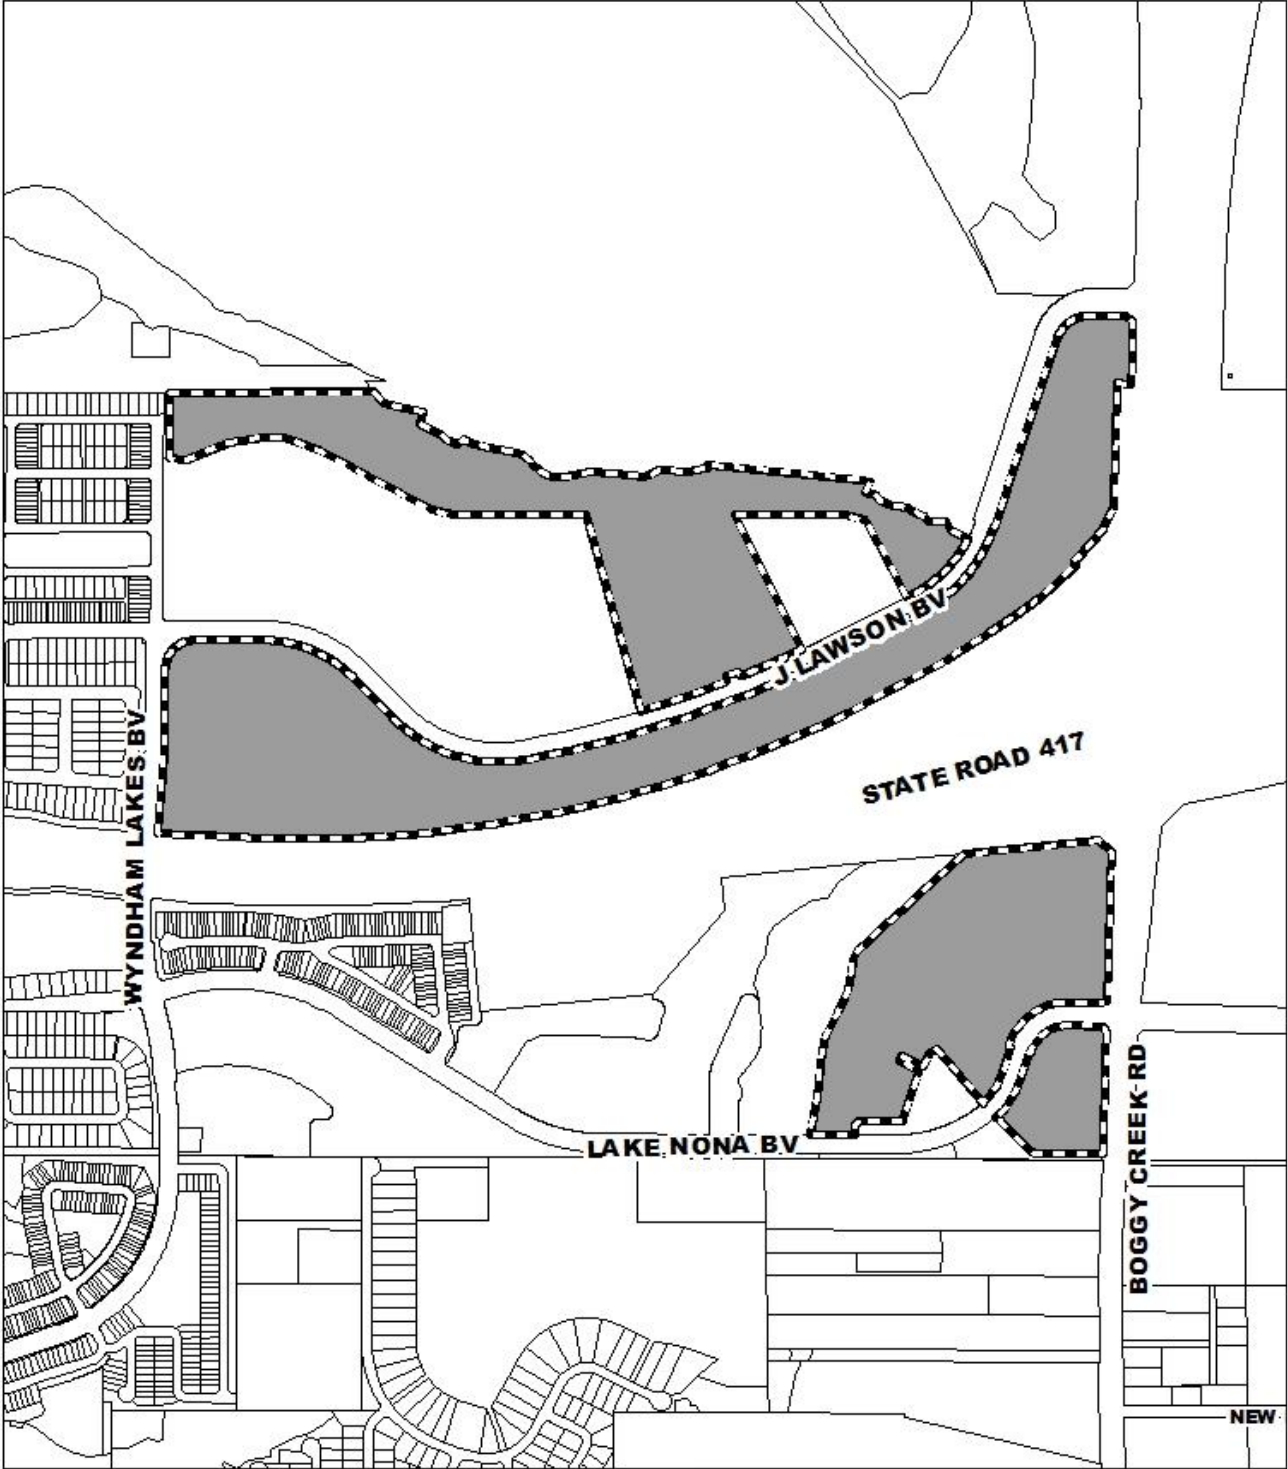 J LAWSON BV
STATE ROAD 417
WYNDHAM LAKES BV
LAKE NONA BV
BOGGY CREEK RD
NEW